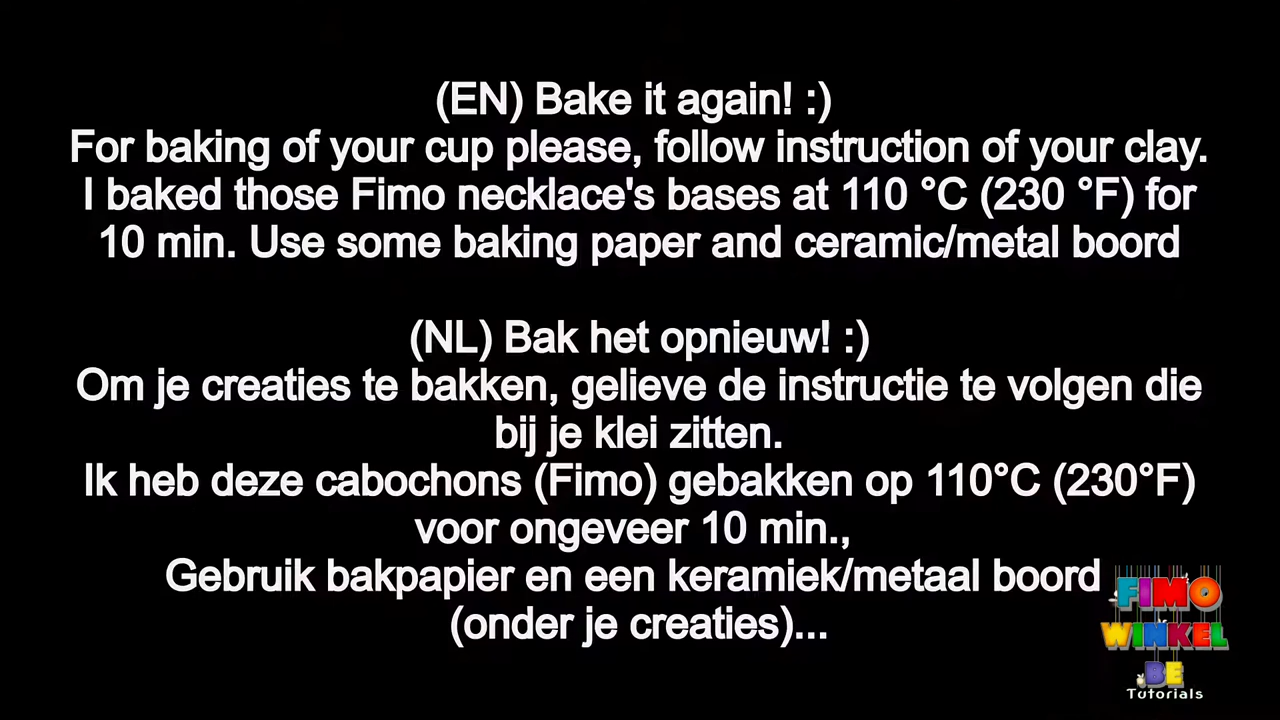 (EN) Bake it again! :)
For baking of your cup please, follow instruction of your clay.
I baked those Fimo necklace's bases at 110 °C (230 °F) for
10 min. Use some baking paper and ceramic/metal boord
(NL) Bak het opnieuw! :)
Om je creaties te bakken, gelieve de instructie te volgen die
bij je klei zitten.
Ik heb deze cabochons (Fimo) gebakken op 110°C (230°F)
voor ongeveer 10 min.,
Gebruik bakpapier en een keramiek/metaal boord
(onder je creaties)...
FIMO
WINKEL
.BE
Tutorials